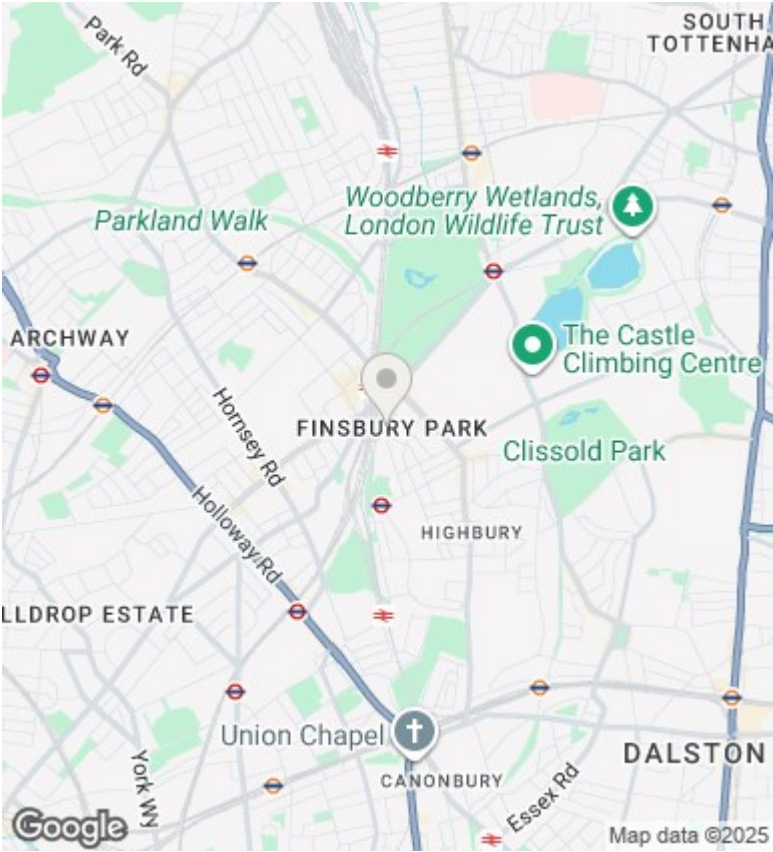 Park Rd
SOUTH
TOTTENHA
Woodberry Wetlands,
London Wildlife Trust
Parkland Walk
ARCHWAY
The Castle
Climbing Centre
Hornsey Rd
FINSBURY PARK
Clissold Park
Holloway Rd
HIGHBURY
LLDROP ESTATE
Union Chapel
DALSTON
York Wy
CANONBURY
Essex Rd
Google
Map data ©2025